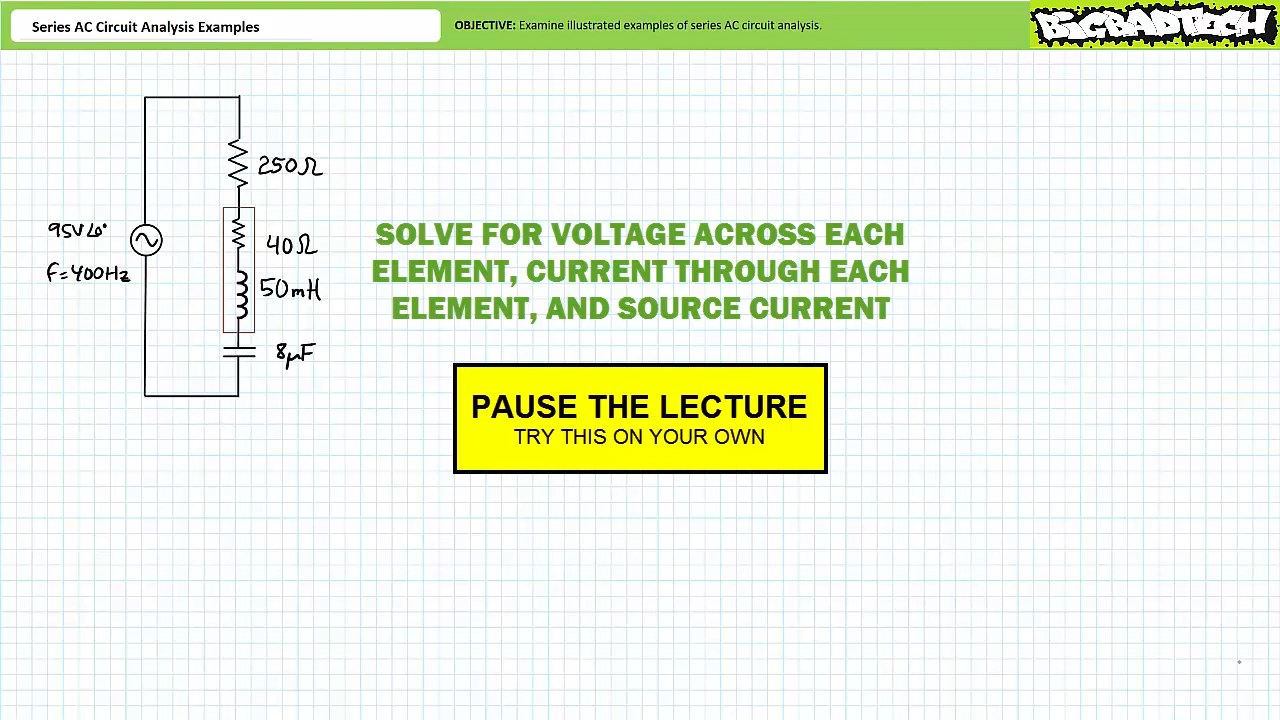 Series AC Circuit Analysis Examples
OBJECTIVE: Examine illustrated examples of series AC circuit analysis.
BIGBADTECH
250Ω
95V∠0°
40Ω
F=400Hz
50mH
8μF
SOLVE FOR VOLTAGE ACROSS EACH
ELEMENT, CURRENT THROUGH EACH
ELEMENT, AND SOURCE CURRENT
PAUSE THE LECTURE
TRY THIS ON YOUR OWN